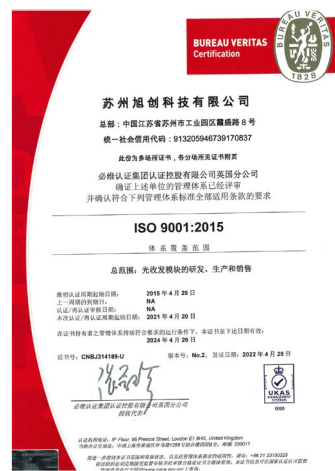 BUREAU VERITAS
Certification
BUREAU VERITAS
1828
苏州旭创科技有限公司
总部：中国江苏省苏州市工业园区霞盛路 8 号
统一社会信用代码：913205946739170837
此份为多场所证书，各分场所见证书附页
必维认证集团认证控股有限公司英国分公司
确证上述单位的管理体系已经评审
并确认符合下列管理体系标准全部适用条款的要求
ISO 9001:2015
体系覆盖范围
总范围：光收发模块的研发、生产和销售
最初认证周期起始日期： 2015 年 4 月 29 日
上一周期的到期日： NA
认证/再认证审核日期： NA
本次认证/再认证周期起始日期： 2021 年 4 月 20 日
在证书持有者之管理体系持续符合要求的运行条件下，本证书至下述日期有效：
2024 年 4 月 26 日
证书号：CNBJ314189-U 版本号：No.2, 发证日期：2022 年 4 月 29 日
必维认证集团认证控股有限公司英国分公司
授权代表
UKAS
MANAGEMENT
SYSTEMS
0008
Floor, 66 Prescot Street, London E1 8HG, United Kingdom